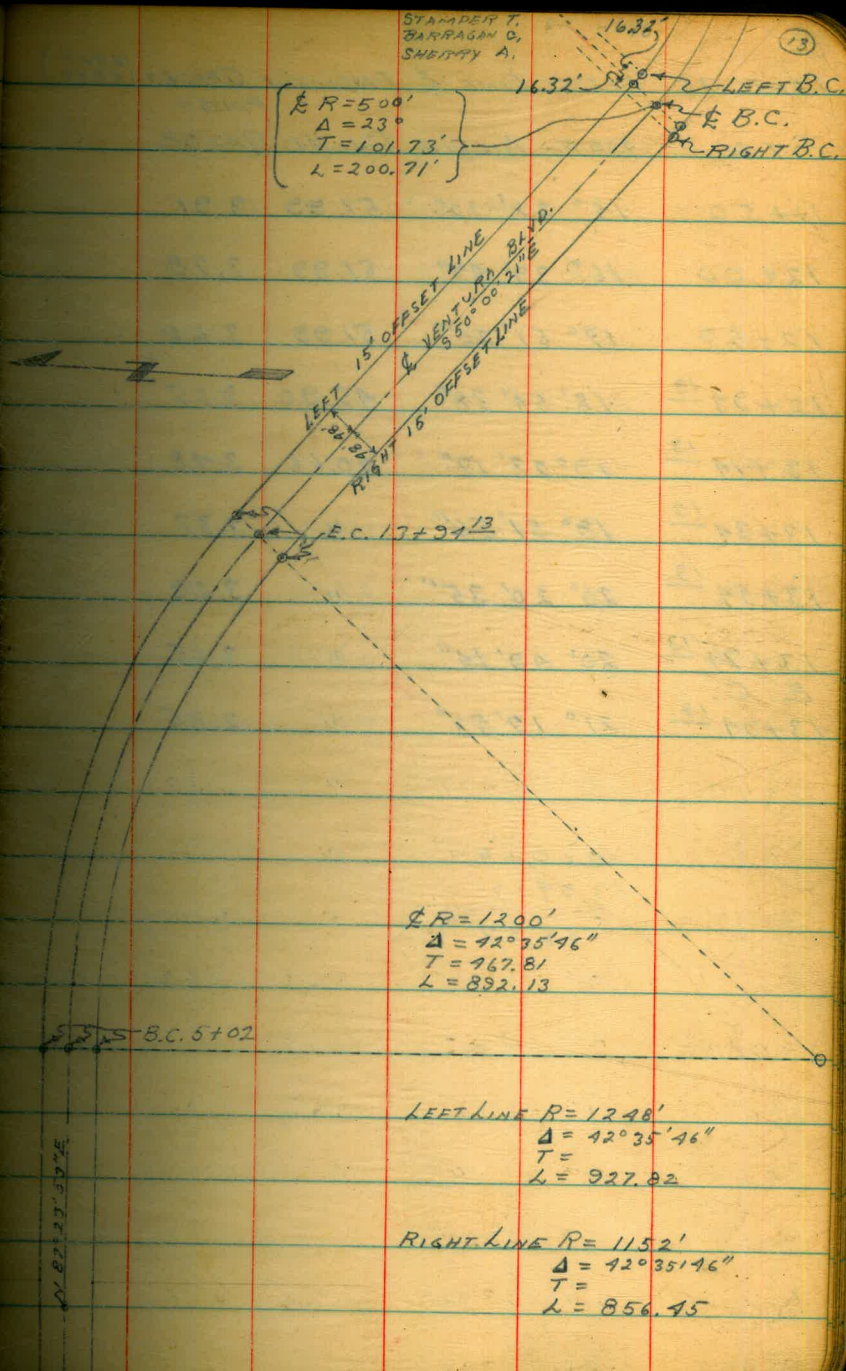 STAMPER T.
BARRAGAN C.
SHERRY A.
13
16.32'
16.32'
LEFT B.C.
℄ B.C.
RIGHT B.C.
℄ R = 500'
Δ = 23°
T = 101.73'
L = 200.71'
LEFT 15' OFFSET LINE
℄ VENTURA BLVD.
S 50° 00' 21" E
RIGHT 15' OFFSET LINE
48'
48'
E.C. 13+94 13
℄ R = 1200'
Δ = 42° 35' 46"
T = 467.81
L = 892.13
B.C. 5+02
LEFT LINE R = 1248'
Δ = 42° 35' 46"
T =
L = 927.82
RIGHT LINE R = 1152'
Δ = 42° 35' 46"
T =
L = 856.45